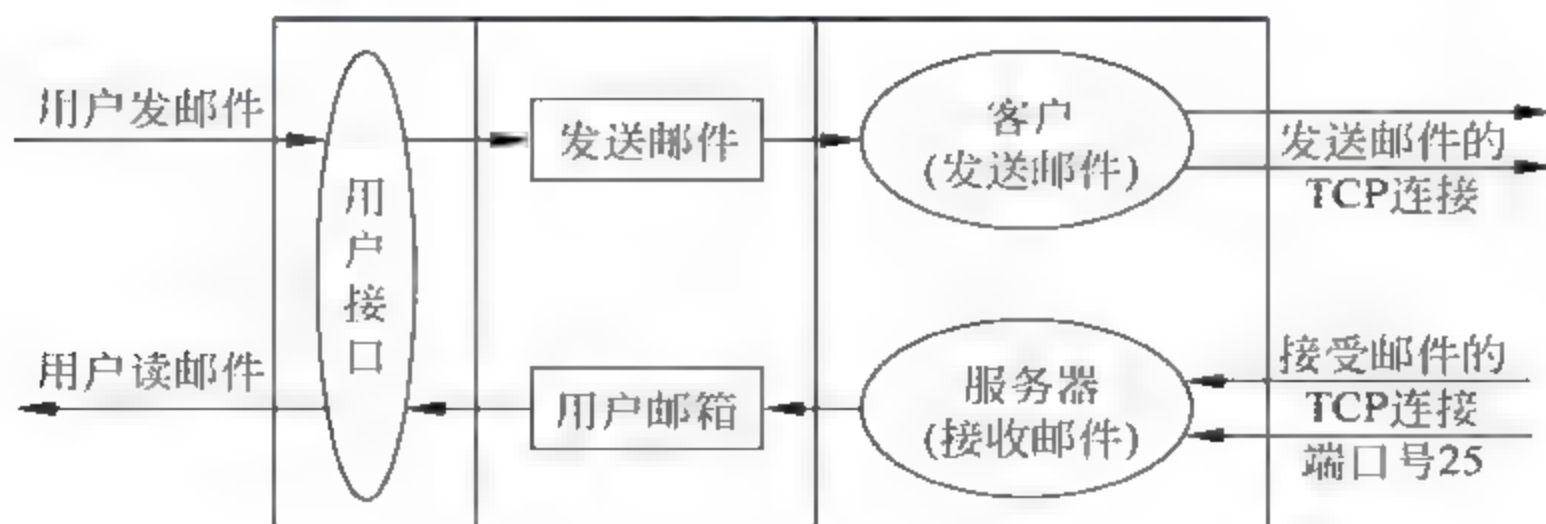 用户发邮件
用户接口
发送邮件
客户
(发送邮件)
发送邮件的
TCP连接
用户读邮件
用户邮箱
服务器
(接收邮件)
接受邮件的
TCP连接
端口号25